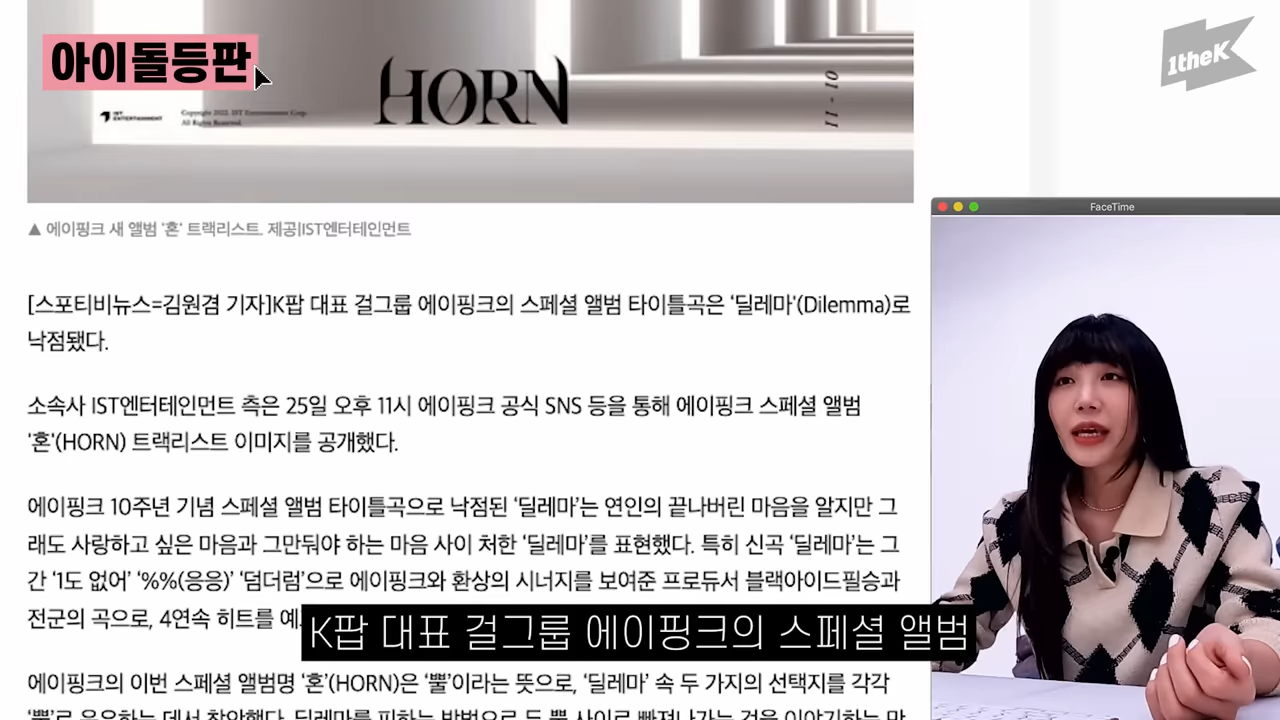 아이돌등판
1theK
HORN
IST
ENTERTAINMENT
Copyright 2022. IST Entertainment Corp.
All Rights Reserved.
11 - 01
▲ 에이핑크 새 앨범 '혼' 트랙리스트. 제공|IST엔터테인먼트
FaceTime
[스포티비뉴스=김원겸 기자]K팝 대표 걸그룹 에이핑크의 스페셜 앨범 타이틀곡은 ‘딜레마'(Dilemma)로
낙점됐다.
소속사 IST엔터테인먼트 측은 25일 오후 11시 에이핑크 공식 SNS 등을 통해 에이핑크 스페셜 앨범
'혼'(HORN) 트랙리스트 이미지를 공개했다.
에이핑크 10주년 기념 스페셜 앨범 타이틀곡으로 낙점된 ‘딜레마’는 연인의 끝나버린 마음을 알지만 그
래도 사랑하고 싶은 마음과 그만둬야 하는 마음 사이 처한 ‘딜레마’를 표현했다. 특히 신곡 ‘딜레마’는 그
간 ‘1도 없어’ ‘%%(응응)’ ‘덤더럼’으로 에이핑크와 환상의 시너지를 보여준 프로듀서 블랙아이드필승과
전군의 곡으로, 4연속 히트를
K팝 대표 걸그룹 에이핑크의 스페셜 앨범
에이핑크의 이번 스페셜 앨범명 ‘혼’(HORN)은 ‘뿔’이라는 뜻으로, ‘딜레마’ 속 두 가지의 선택지를 각각